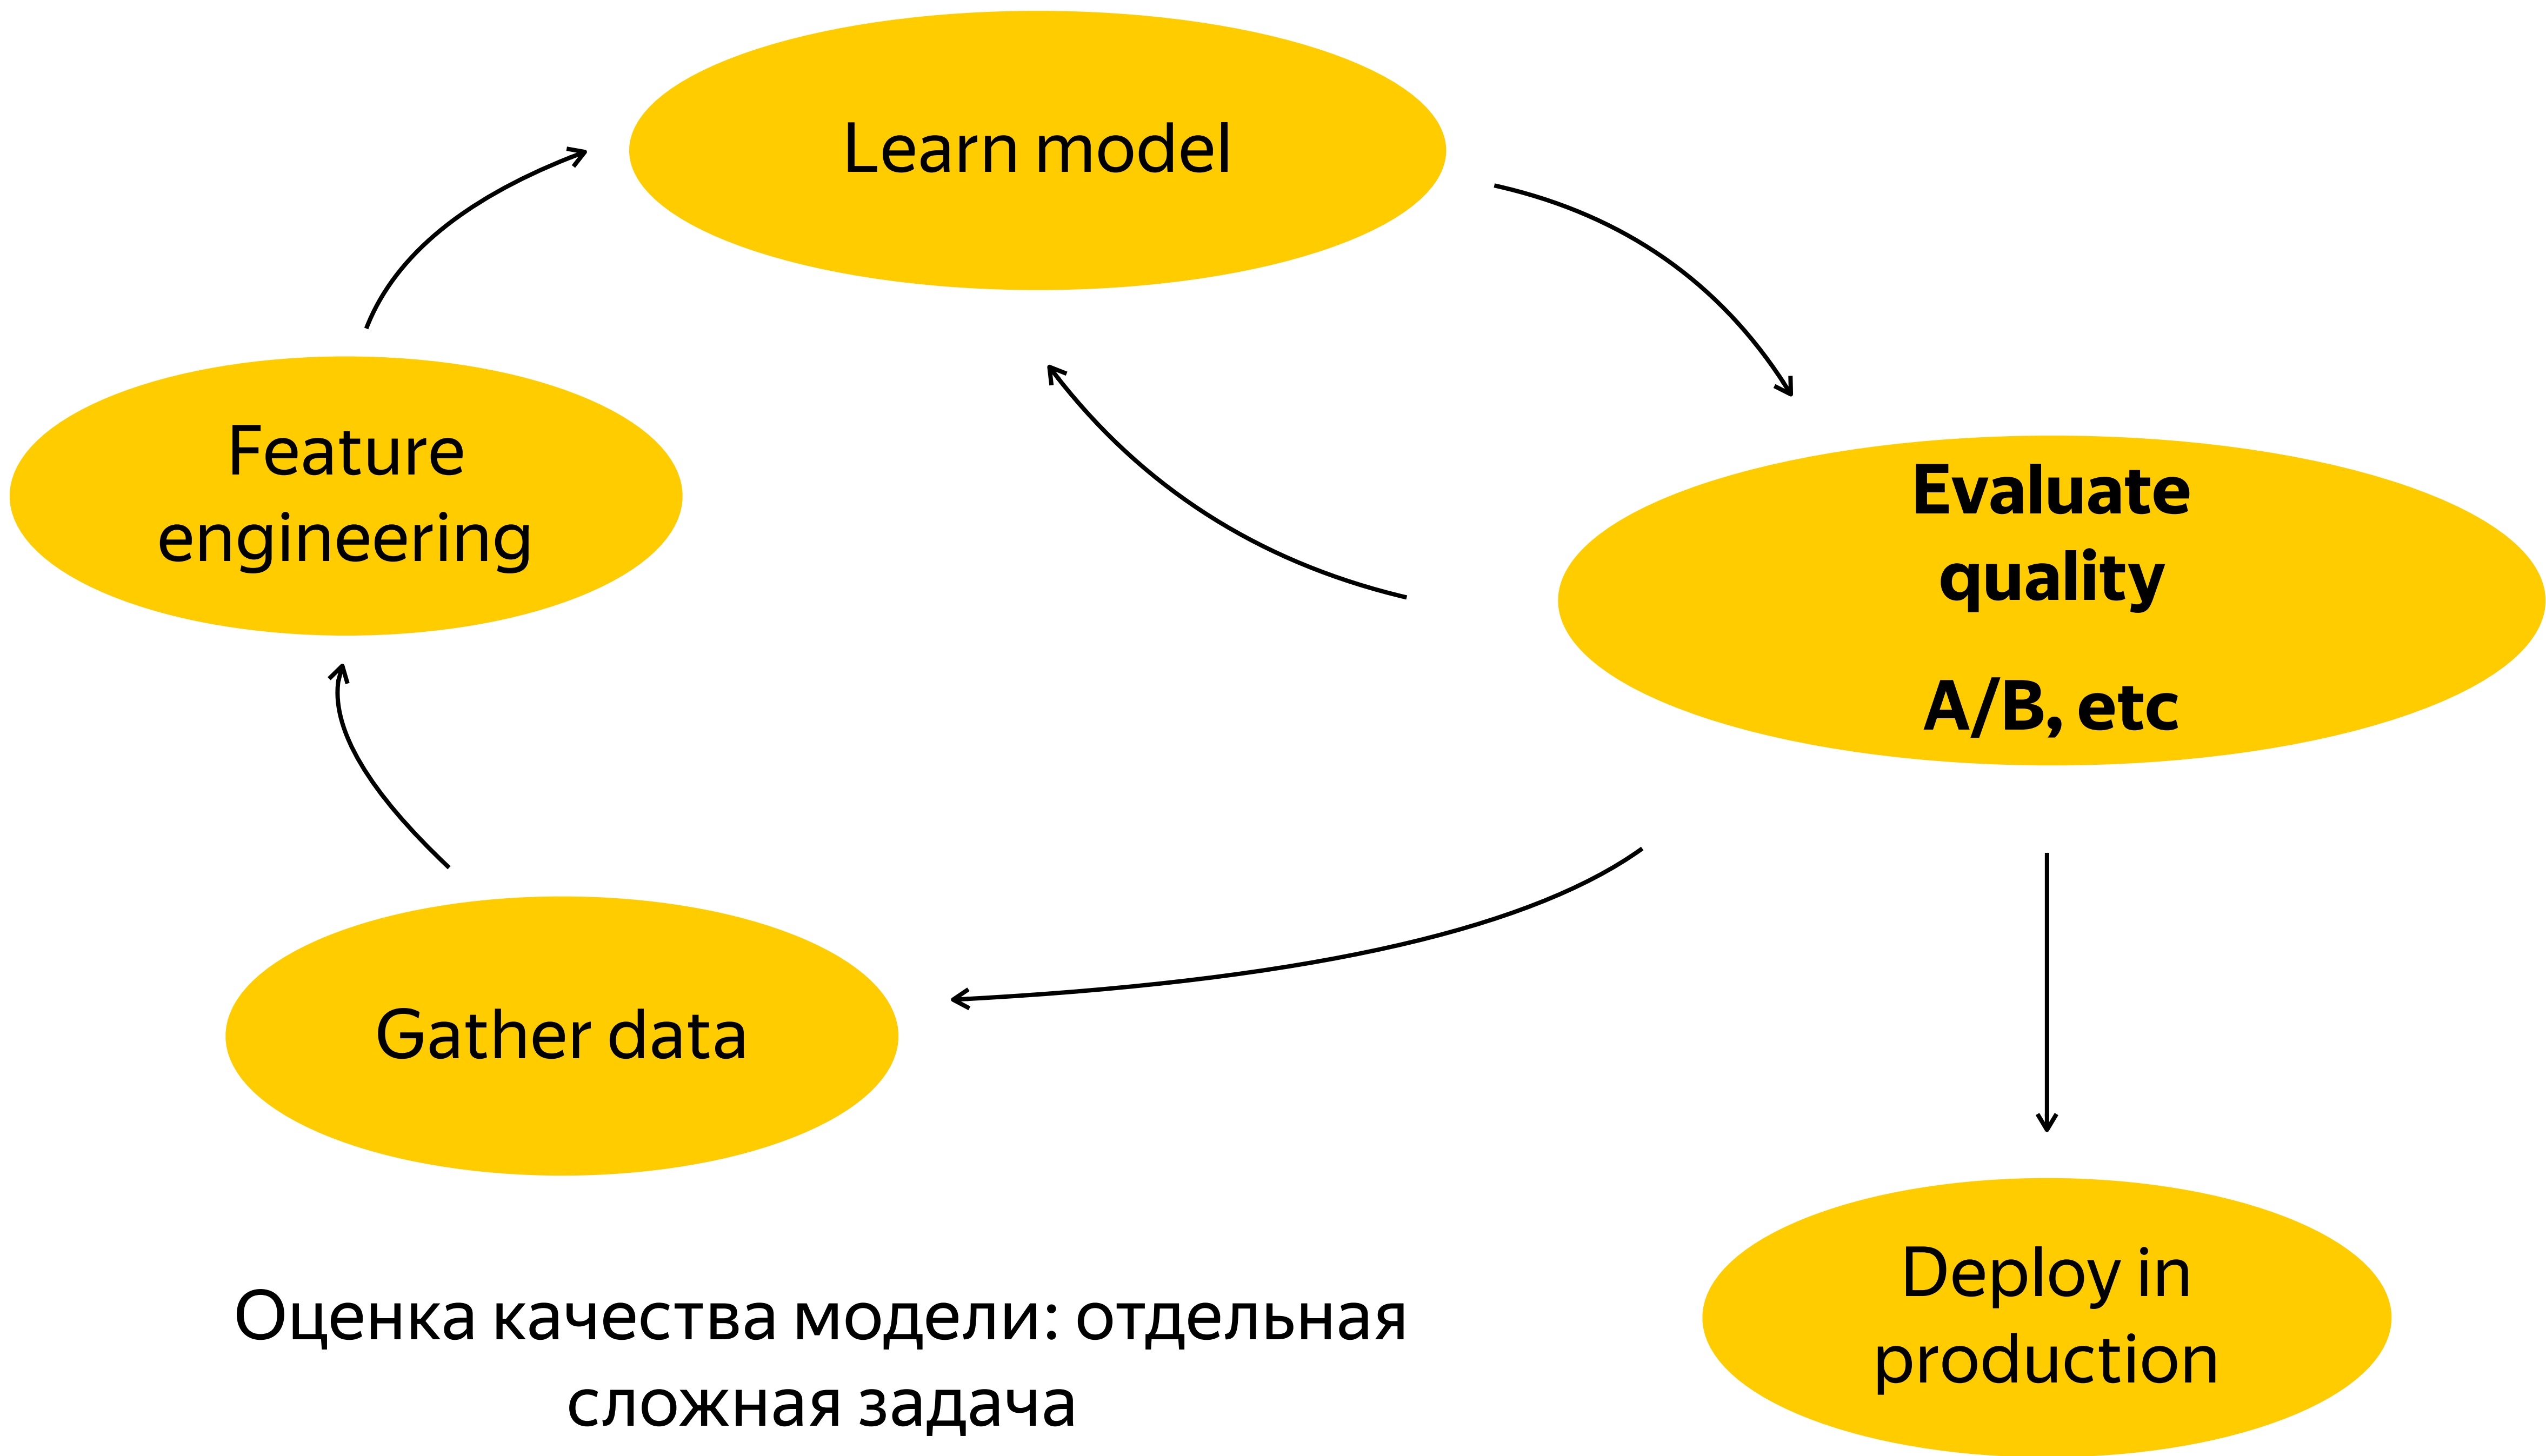 Learn model
Feature
engineering
Evaluate
quality
A/B, etc
Gather data
Deploy in
production
Оценка качества модели: отдельная
сложная задача